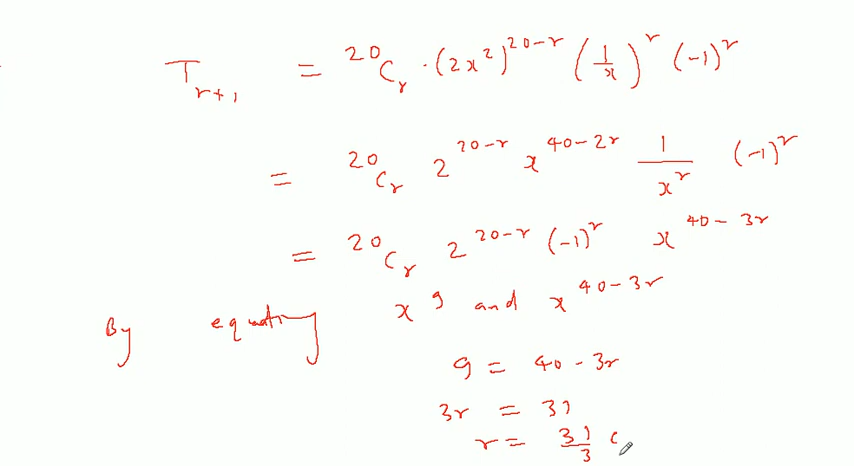 T_{r+1} = ²⁰C_r · (2x²)^{20-r} (1/x)^r (-1)^r
= ²⁰C_r 2^{20-r} x^{40-2r} 1/x^r (-1)^r
= ²⁰C_r 2^{20-r} (-1)^r x^{40-3r}
By equating x^9 and x^{40-3r}
9 = 40-3r
3r = 31
r = 31/3 (